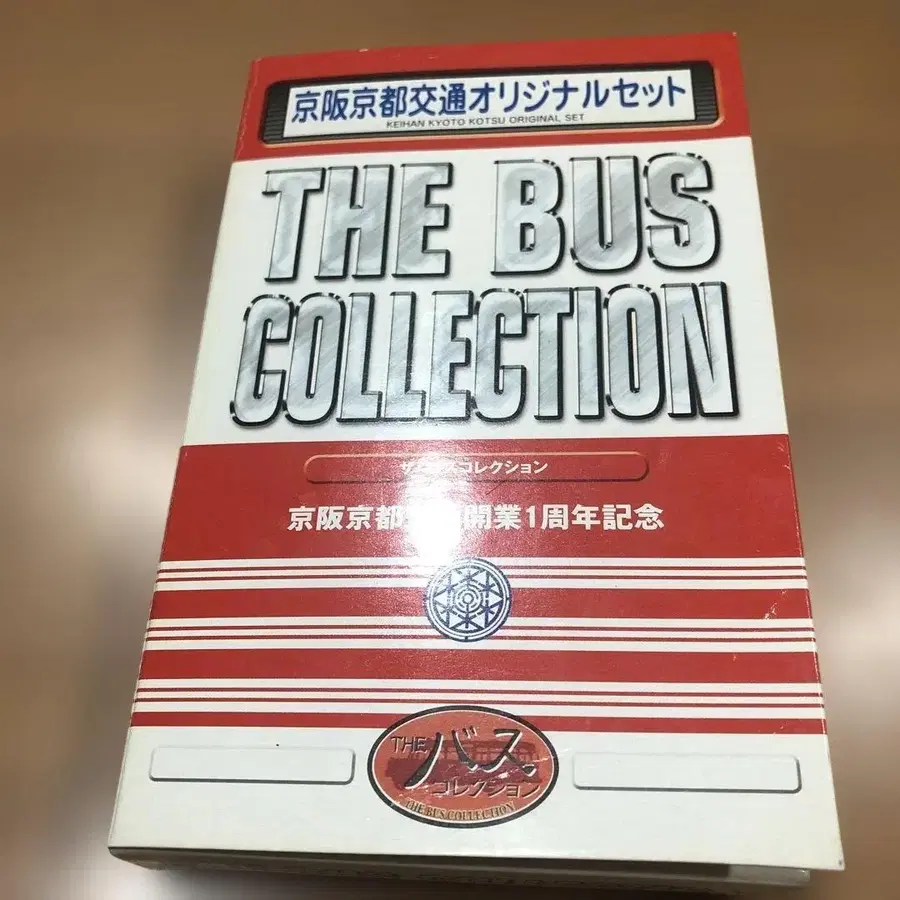 京阪京都交通オリジナルセット
KEIHAN KYOTO KOTSU ORIGINAL SET
THE BUS
COLLECTION
コレクション
京阪京都 開業1周年記念
THE
バス
コレクション
THE BUS COLLECTION